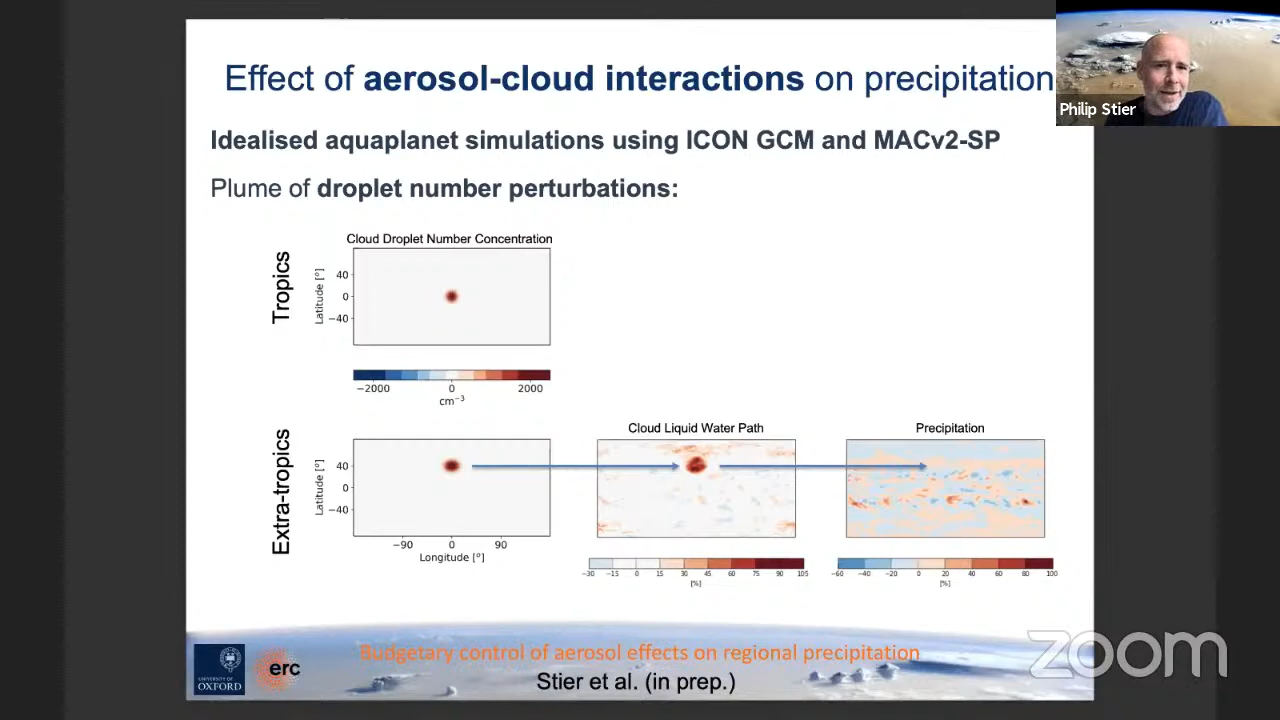 Effect of aerosol-cloud interactions on precipitation
Philip Stier
Idealised aquaplanet simulations using ICON GCM and MACv2-SP
Plume of droplet number perturbations:
Tropics
Cloud Droplet Number Concentration
Latitude [°]
40
0
−40
−2000 0 2000
cm⁻³
Extra-tropics
Latitude [°]
40
0
−40
−90 0 90
Longitude [°]
Cloud Liquid Water Path
−30 −15 0 15 30 45 60 75 90 105
[%]
Precipitation
−60 −40 −20 0 20 40 60 80 100
[%]
UNIVERSITY OF
OXFORD
erc
Budgetary control of aerosol effects on regional precipitation
Stier et al. (in prep.)
zoom